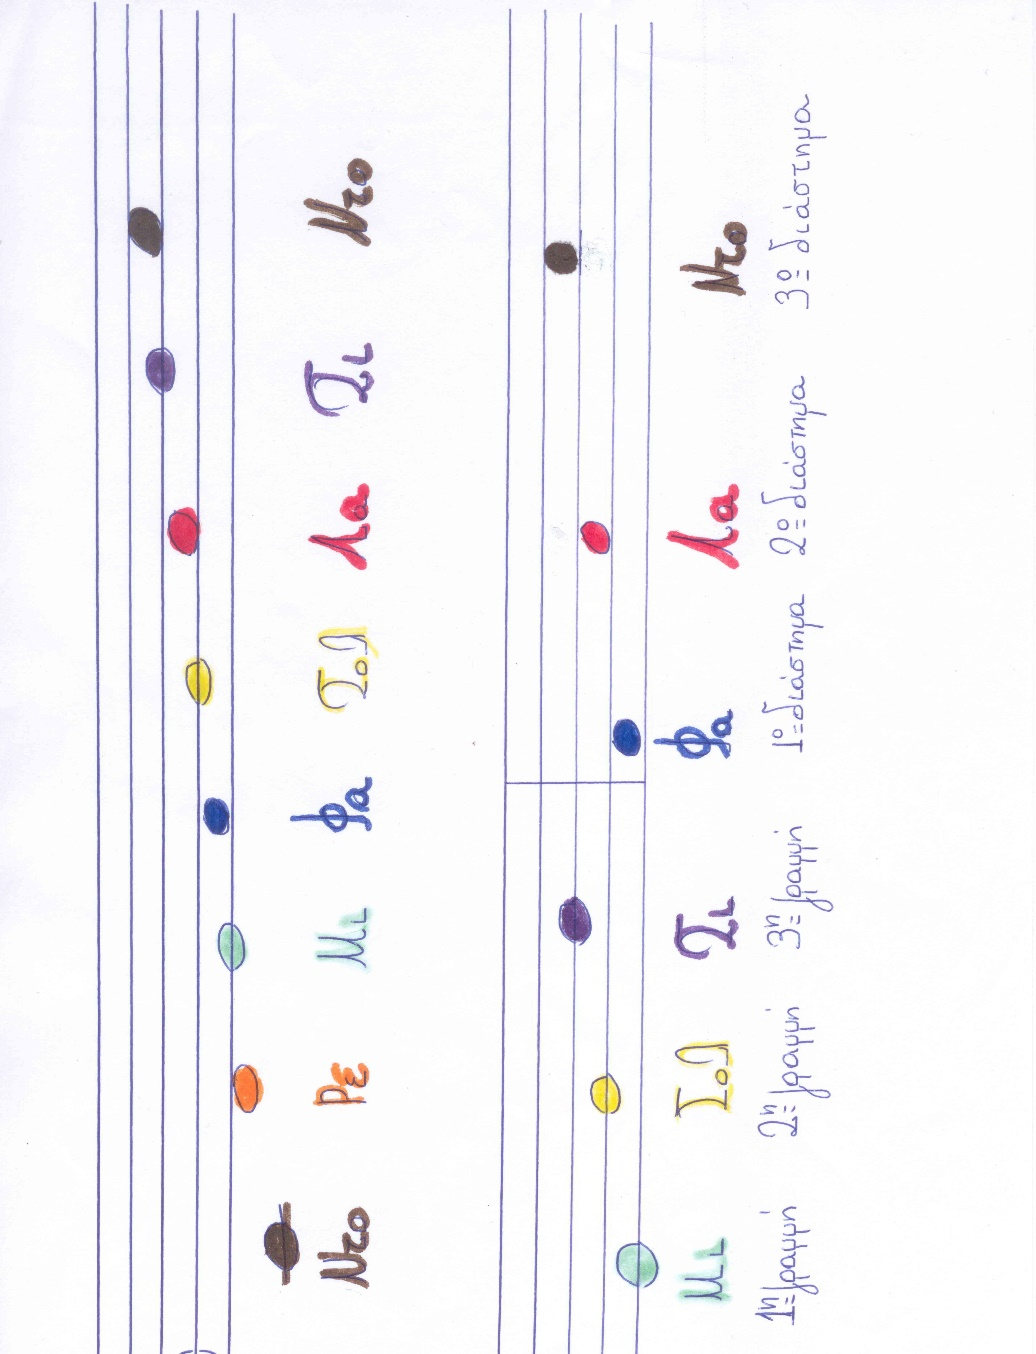 Ντο Ρε Μι Φα Σολ Λα Σι Ντο
Μι Σολ Σι Φα Λα Ντο
1η γραμμή 2η γραμμή 3η γραμμή 1ο διάστημα 2ο διάστημα 3ο διάστημα